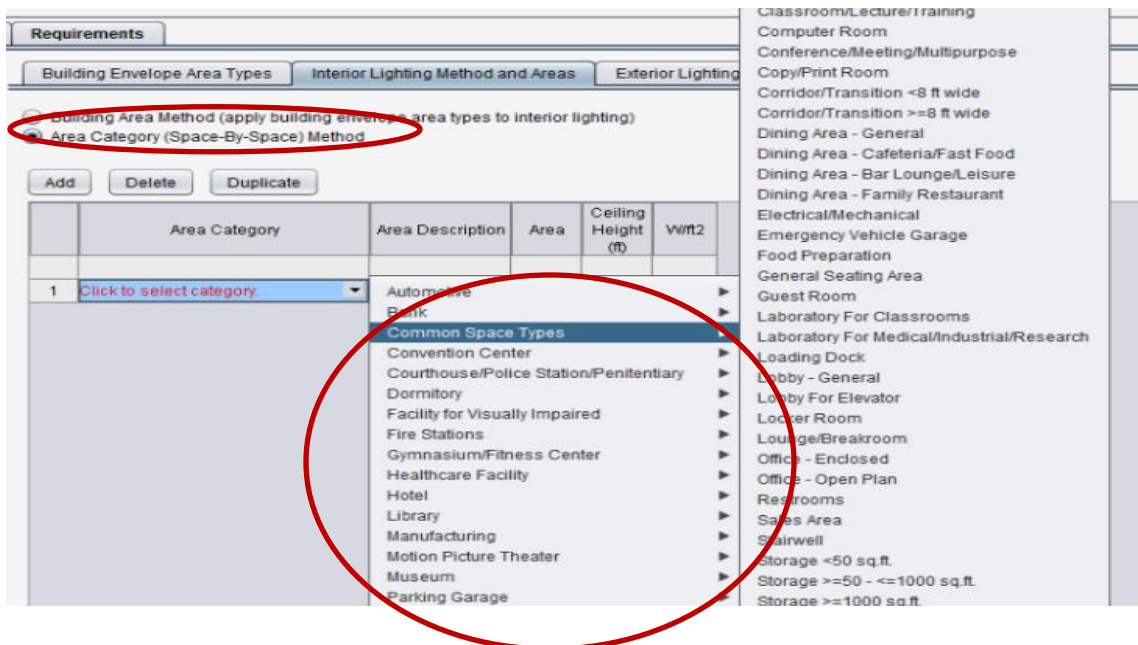 Requirements
Building Envelope Area Types
Interior Lighting Method and Areas
Exterior Lighting
Building Area Method (apply building envelope area types to interior lighting)
Area Category (Space-By-Space) Method
Add
Delete
Duplicate
Area Category
Area Description
Area
Ceiling
Height
(ft)
W/ft2
1
Click to select category.
Automotive
Bank
Common Space Types
Convention Center
Courthouse/Police Station/Penitentiary
Dormitory
Facility for Visually Impaired
Fire Stations
Gymnasium/Fitness Center
Healthcare Facility
Hotel
Library
Manufacturing
Motion Picture Theater
Museum
Parking Garage
Classroom/Lecture/Training
Computer Room
Conference/Meeting/Multipurpose
Copy/Print Room
Corridor/Transition <8 ft wide
Corridor/Transition >=8 ft wide
Dining Area - General
Dining Area - Cafeteria/Fast Food
Dining Area - Bar Lounge/Leisure
Dining Area - Family Restaurant
Electrical/Mechanical
Emergency Vehicle Garage
Food Preparation
General Seating Area
Guest Room
Laboratory For Classrooms
Laboratory For Medical/Industrial/Research
Loading Dock
Lobby - General
Lobby For Elevator
Locker Room
Lounge/Breakroom
Office - Enclosed
Office - Open Plan
Restrooms
Sales Area
Stairwell
Storage <50 sq.ft.
Storage >=50 - <=1000 sq.ft.
Storage >=1000 sq.ft.